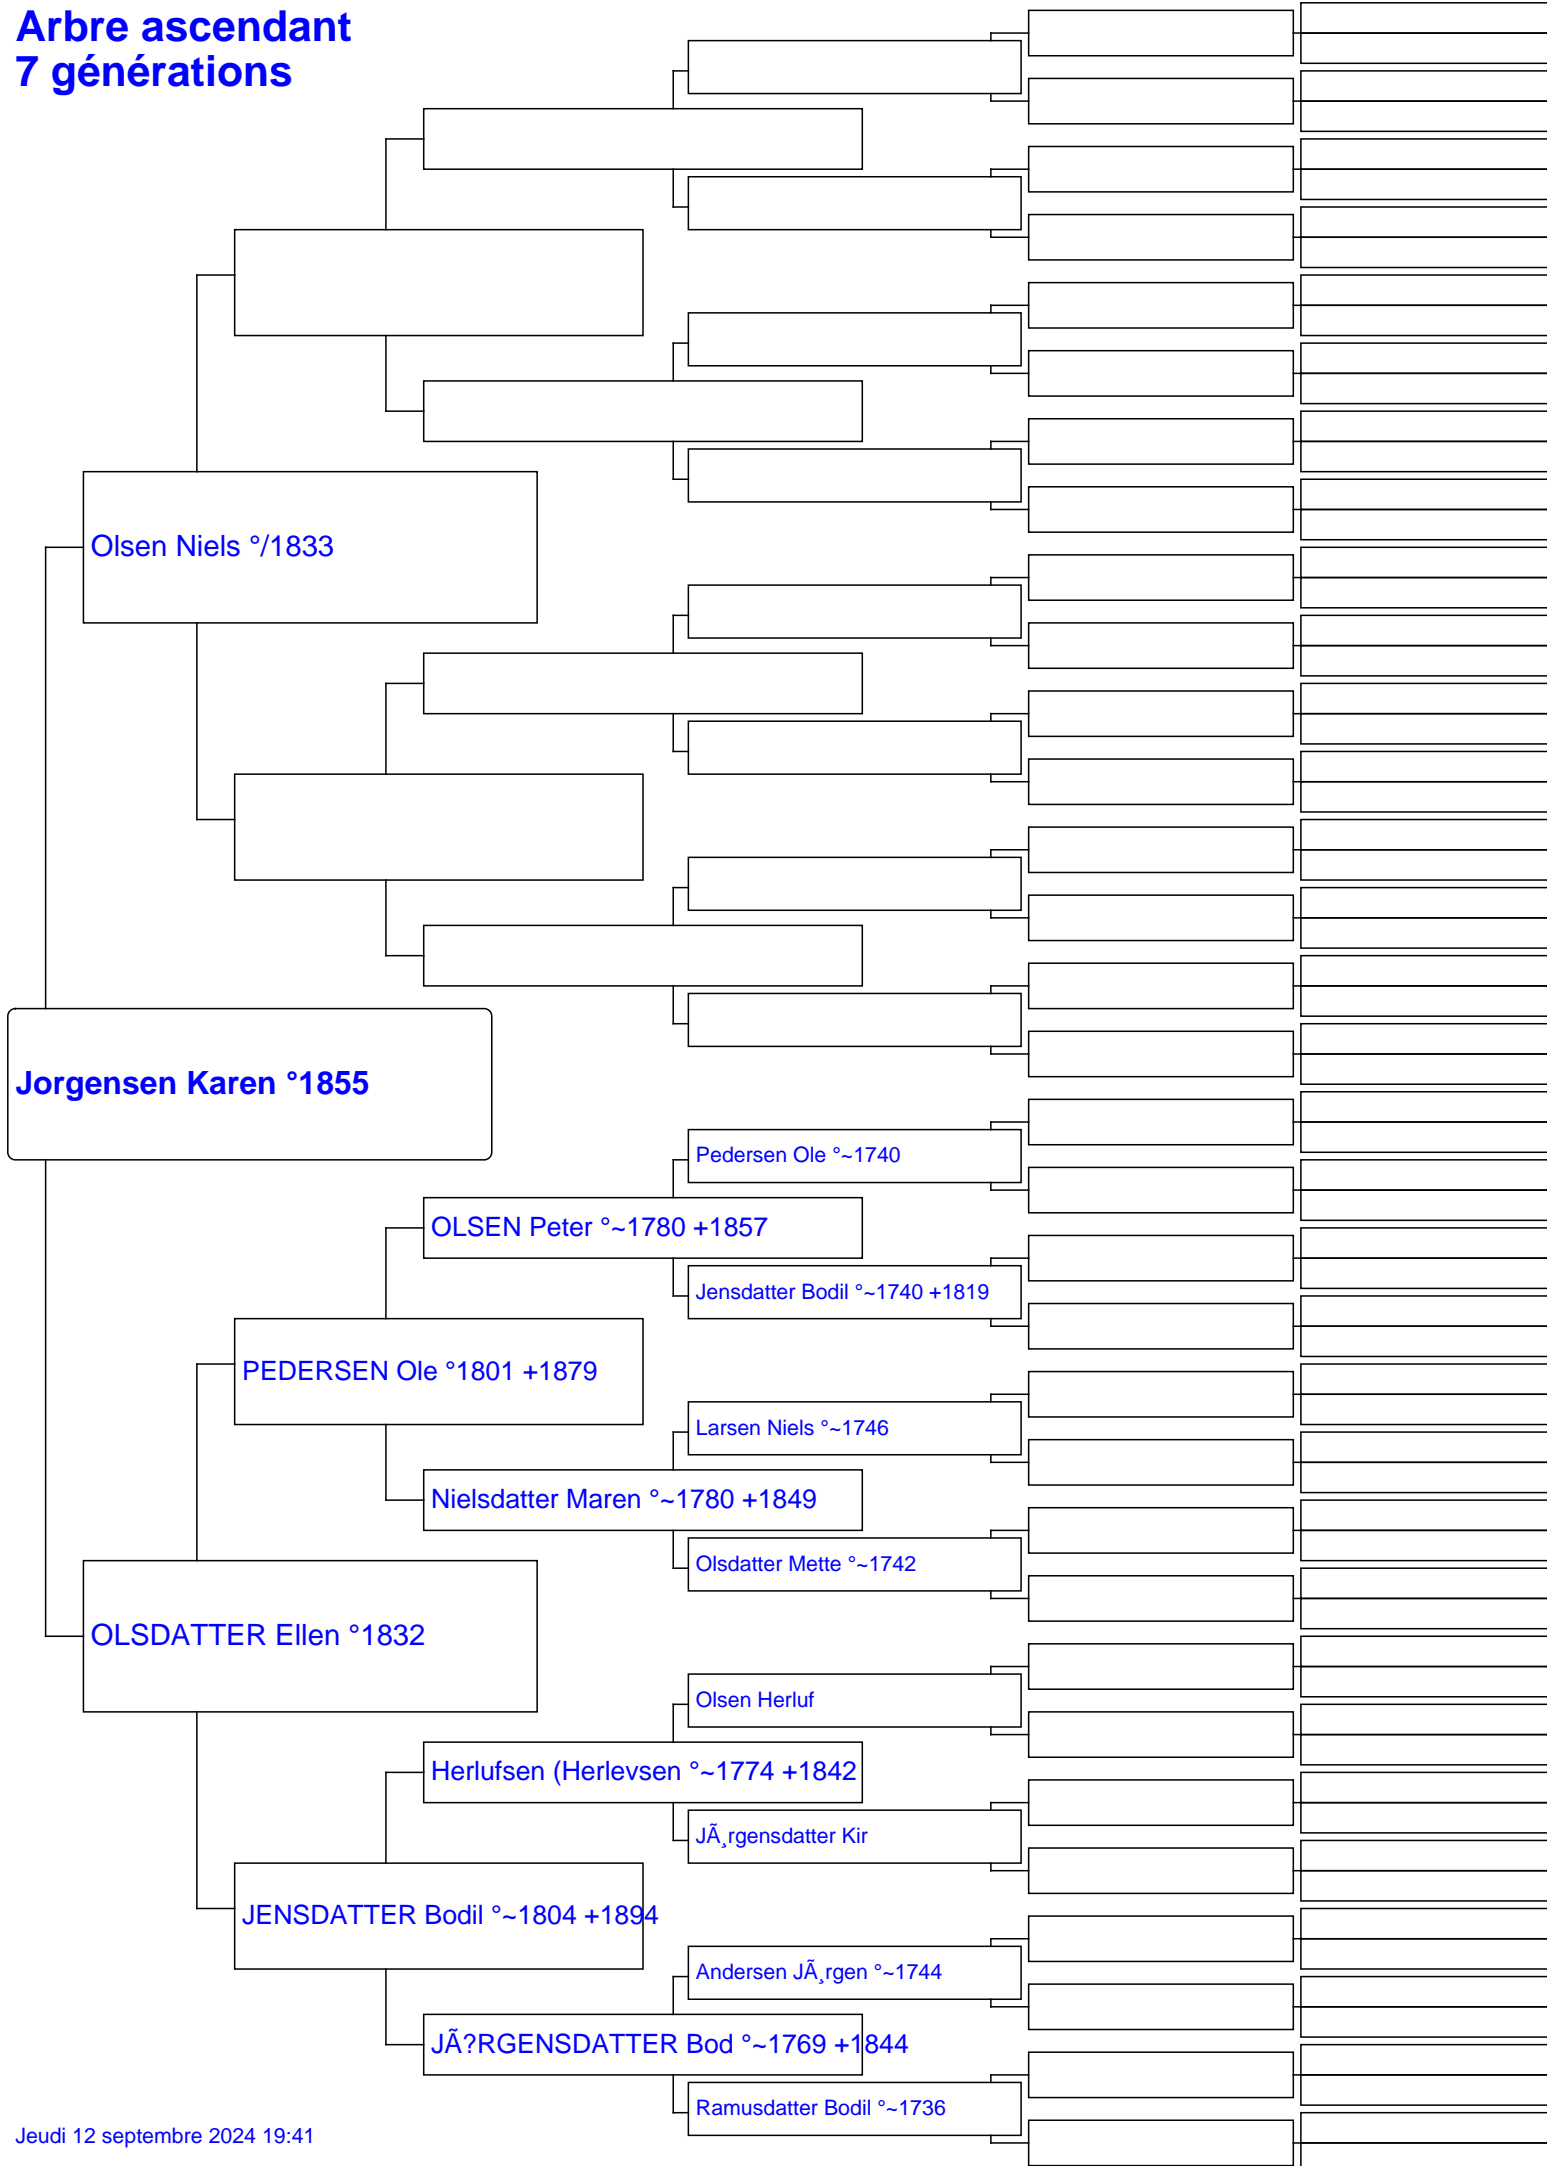 Arbre ascendant
7 générations
Olsen Niels °/1833
Jorgensen Karen °1855
Pedersen Ole °~1740
OLSEN Peter °~1780 +1857
Jensdatter Bodil °~1740 +1819
PEDERSEN Ole °1801 +1879
Larsen Niels °~1746
Nielsdatter Maren °~1780 +1849
Olsdatter Mette °~1742
OLSDATTER Ellen °1832
Olsen Herluf
Herlufsen (Herlevsen °~1774 +1842
JÃ¸rgensdatter Kir
JENSDATTER Bodil °~1804 +1894
Andersen JÃ¸rgen °~1744
JÃ?RGENSDATTER Bod °~1769 +1844
Ramusdatter Bodil °~1736
Jeudi 12 septembre 2024 19:41